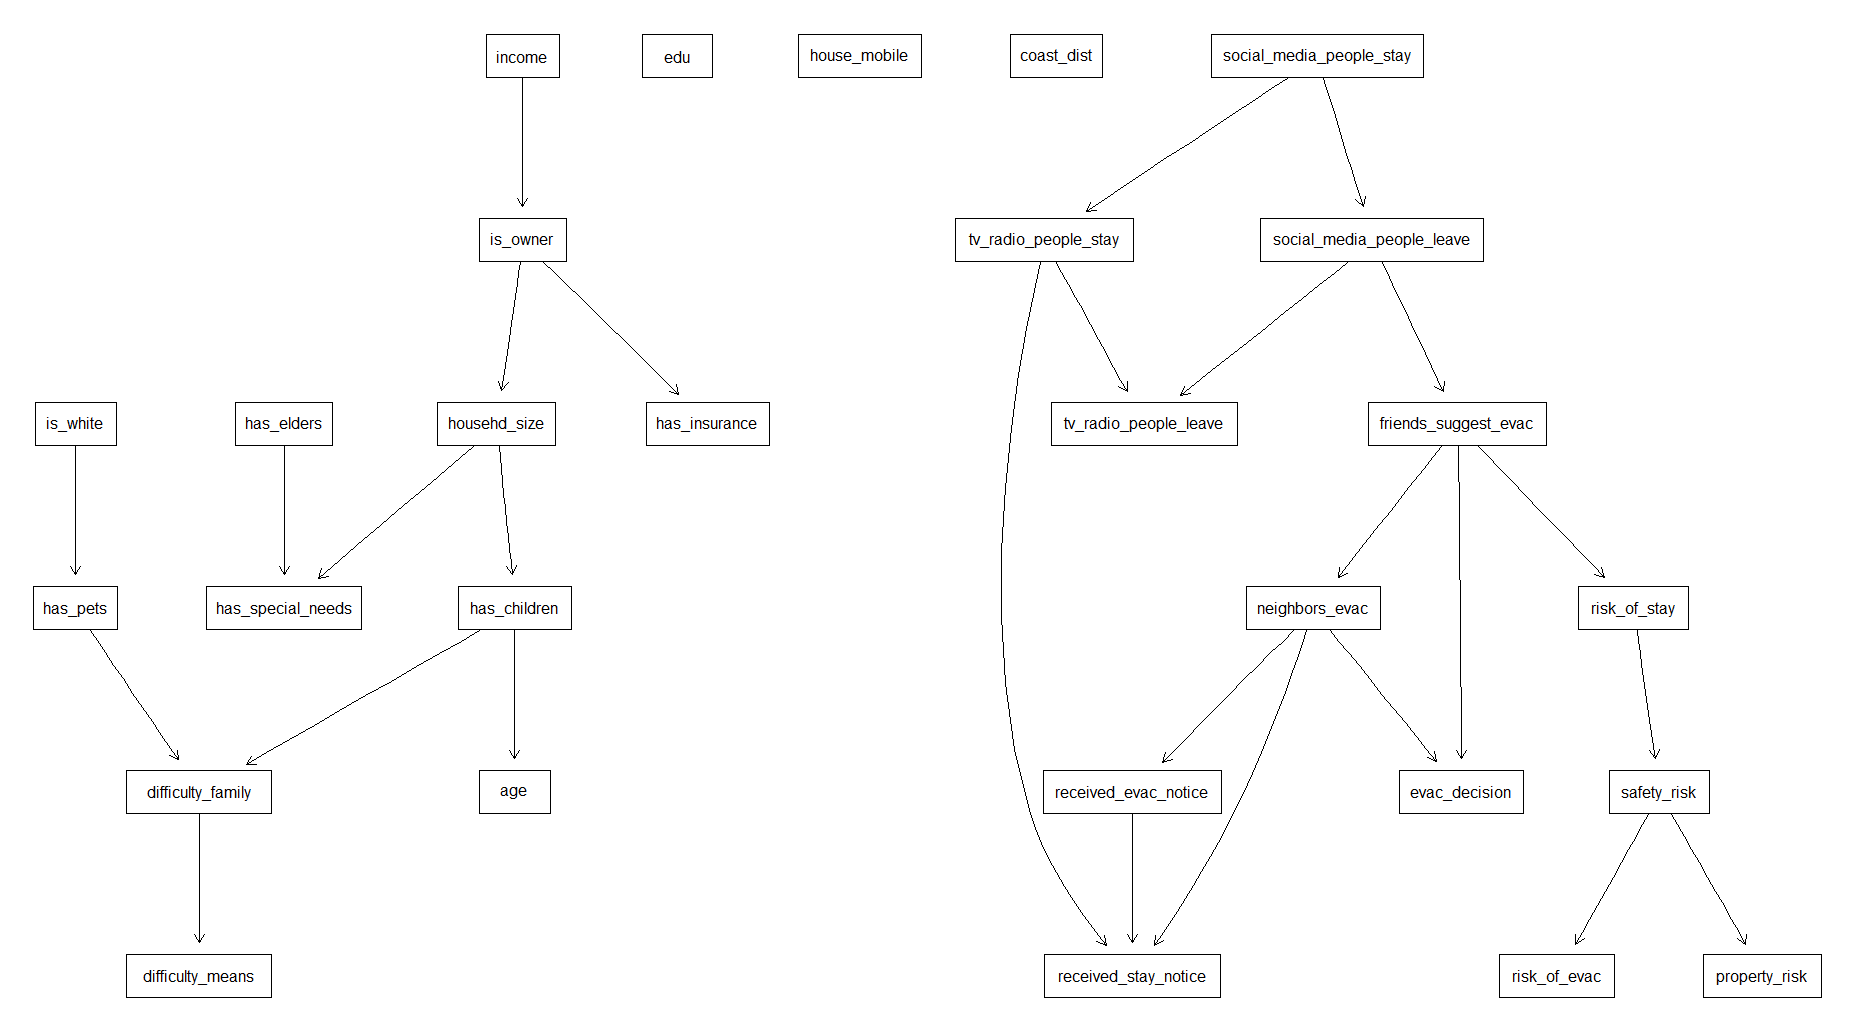 income
edu
house_mobile
coast_dist
social_media_people_stay
is_owner
tv_radio_people_stay
social_media_people_leave
is_white
has_elders
househd_size
has_insurance
tv_radio_people_leave
friends_suggest_evac
has_pets
has_special_needs
has_children
neighbors_evac
risk_of_stay
difficulty_family
age
received_evac_notice
evac_decision
safety_risk
difficulty_means
received_stay_notice
risk_of_evac
property_risk